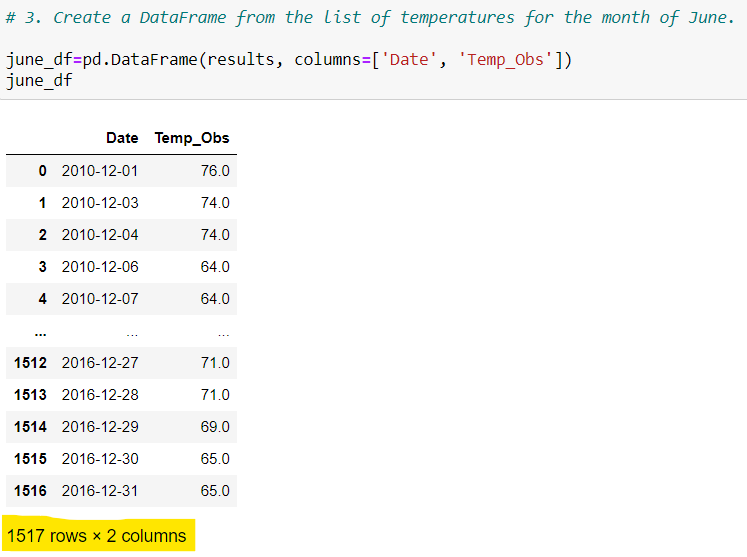 # 3. Create a DataFrame from the list of temperatures for the month of June.
june_df=pd.DataFrame(results, columns=['Date', 'Temp_Obs'])
june_df
Date Temp_Obs
0 2010-12-01 76.0
1 2010-12-03 74.0
2 2010-12-04 74.0
3 2010-12-06 64.0
4 2010-12-07 64.0
... ... ...
1512 2016-12-27 71.0
1513 2016-12-28 71.0
1514 2016-12-29 69.0
1515 2016-12-30 65.0
1516 2016-12-31 65.0
1517 rows × 2 columns